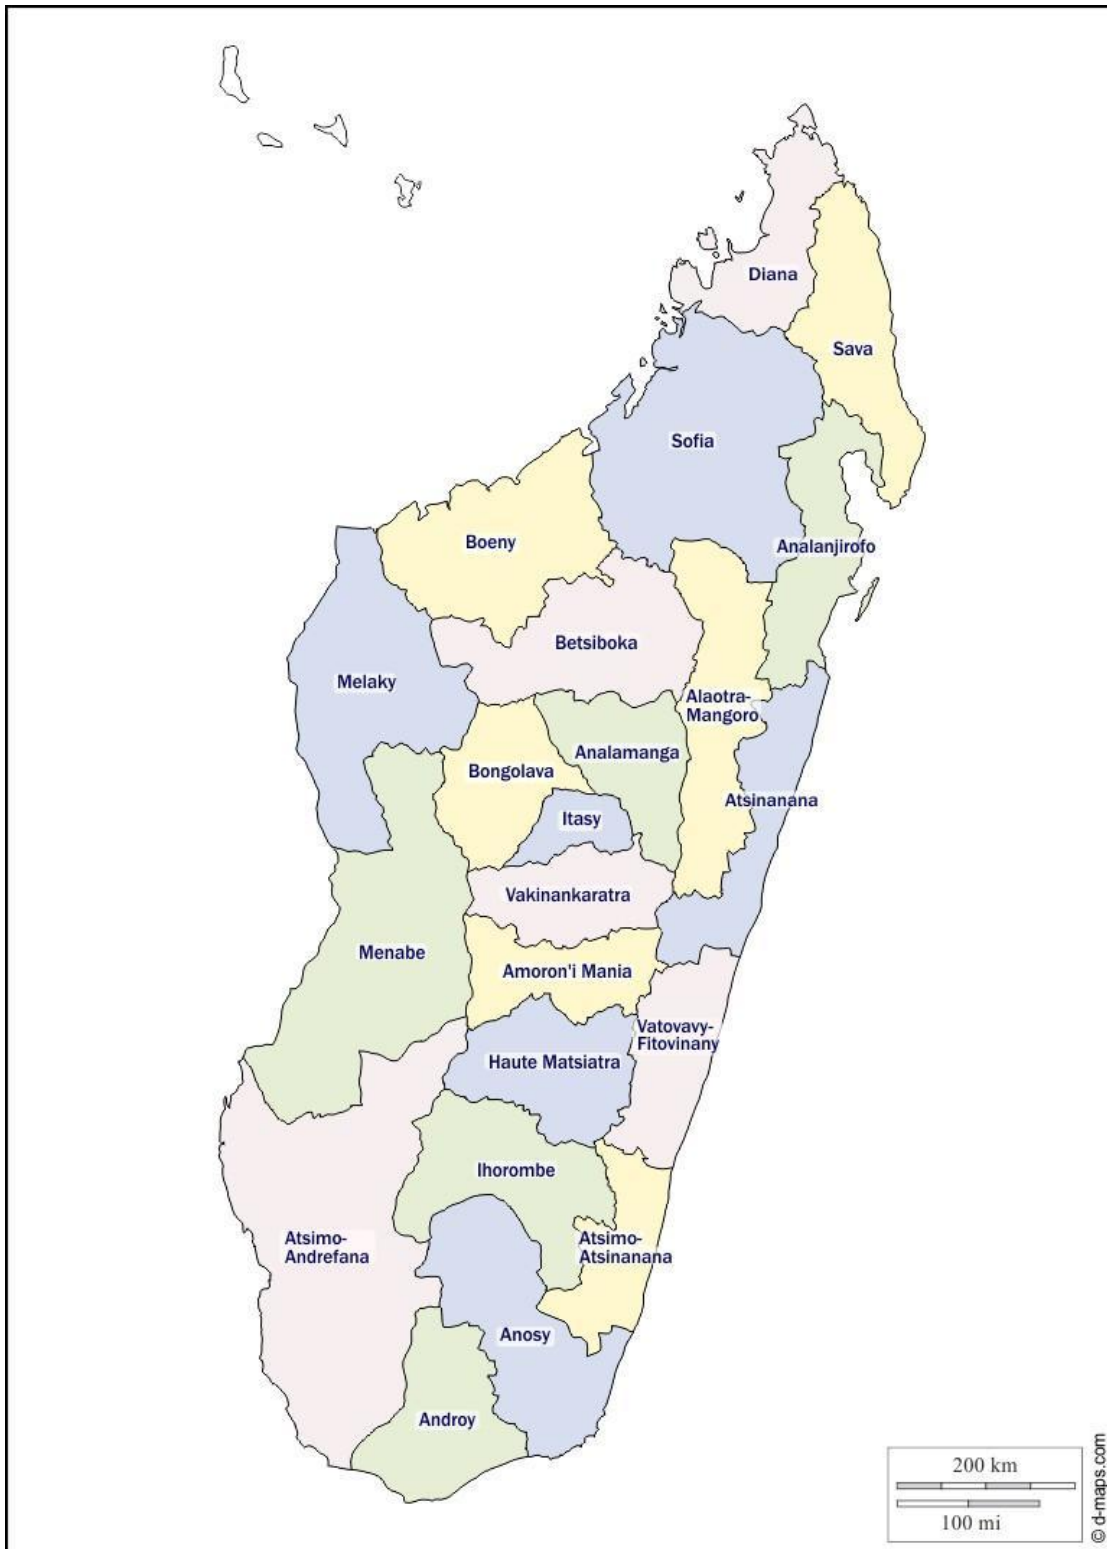 Diana
Sava
Sofia
Boeny
Analanjirofo
Betsiboka
Melaky
Alaotra-
Mangoro
Analamanga
Bongolava
Atsinanana
Itasy
Vakinankaratra
Menabe
Amoron'i Mania
Vatovavy-
Fitovinany
Haute Matsiatra
Ihorombe
Atsimo-
Andrefana
Atsimo-
Atsinanana
Anosy
Androy
200 km
100 mi
© d-maps.com